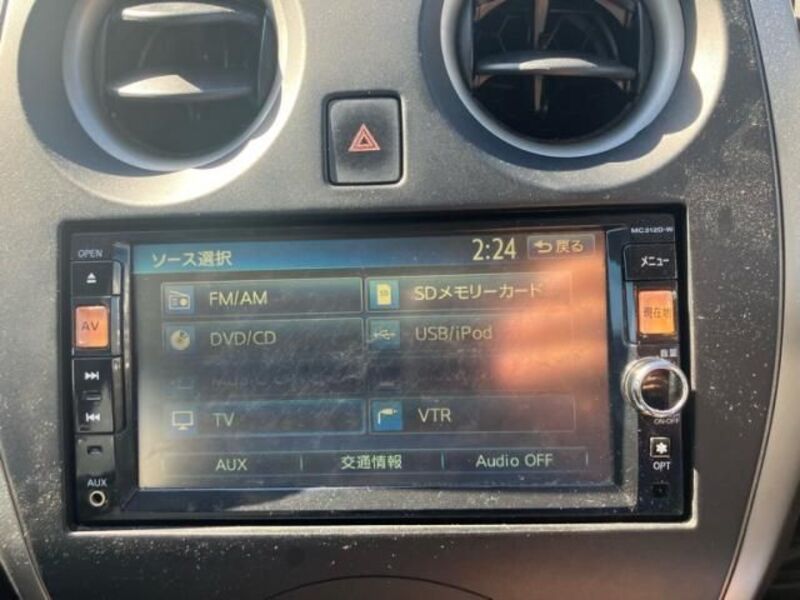 OPEN
AV
AUX
ソース選択 2:24 戻る
FM/AM SDメモリーカード
DVD/CD USB/iPod
TV VTR
AUX 交通情報 Audio OFF
MC312D-W
メニュー
現在地
音量
ON・OFF
OPT